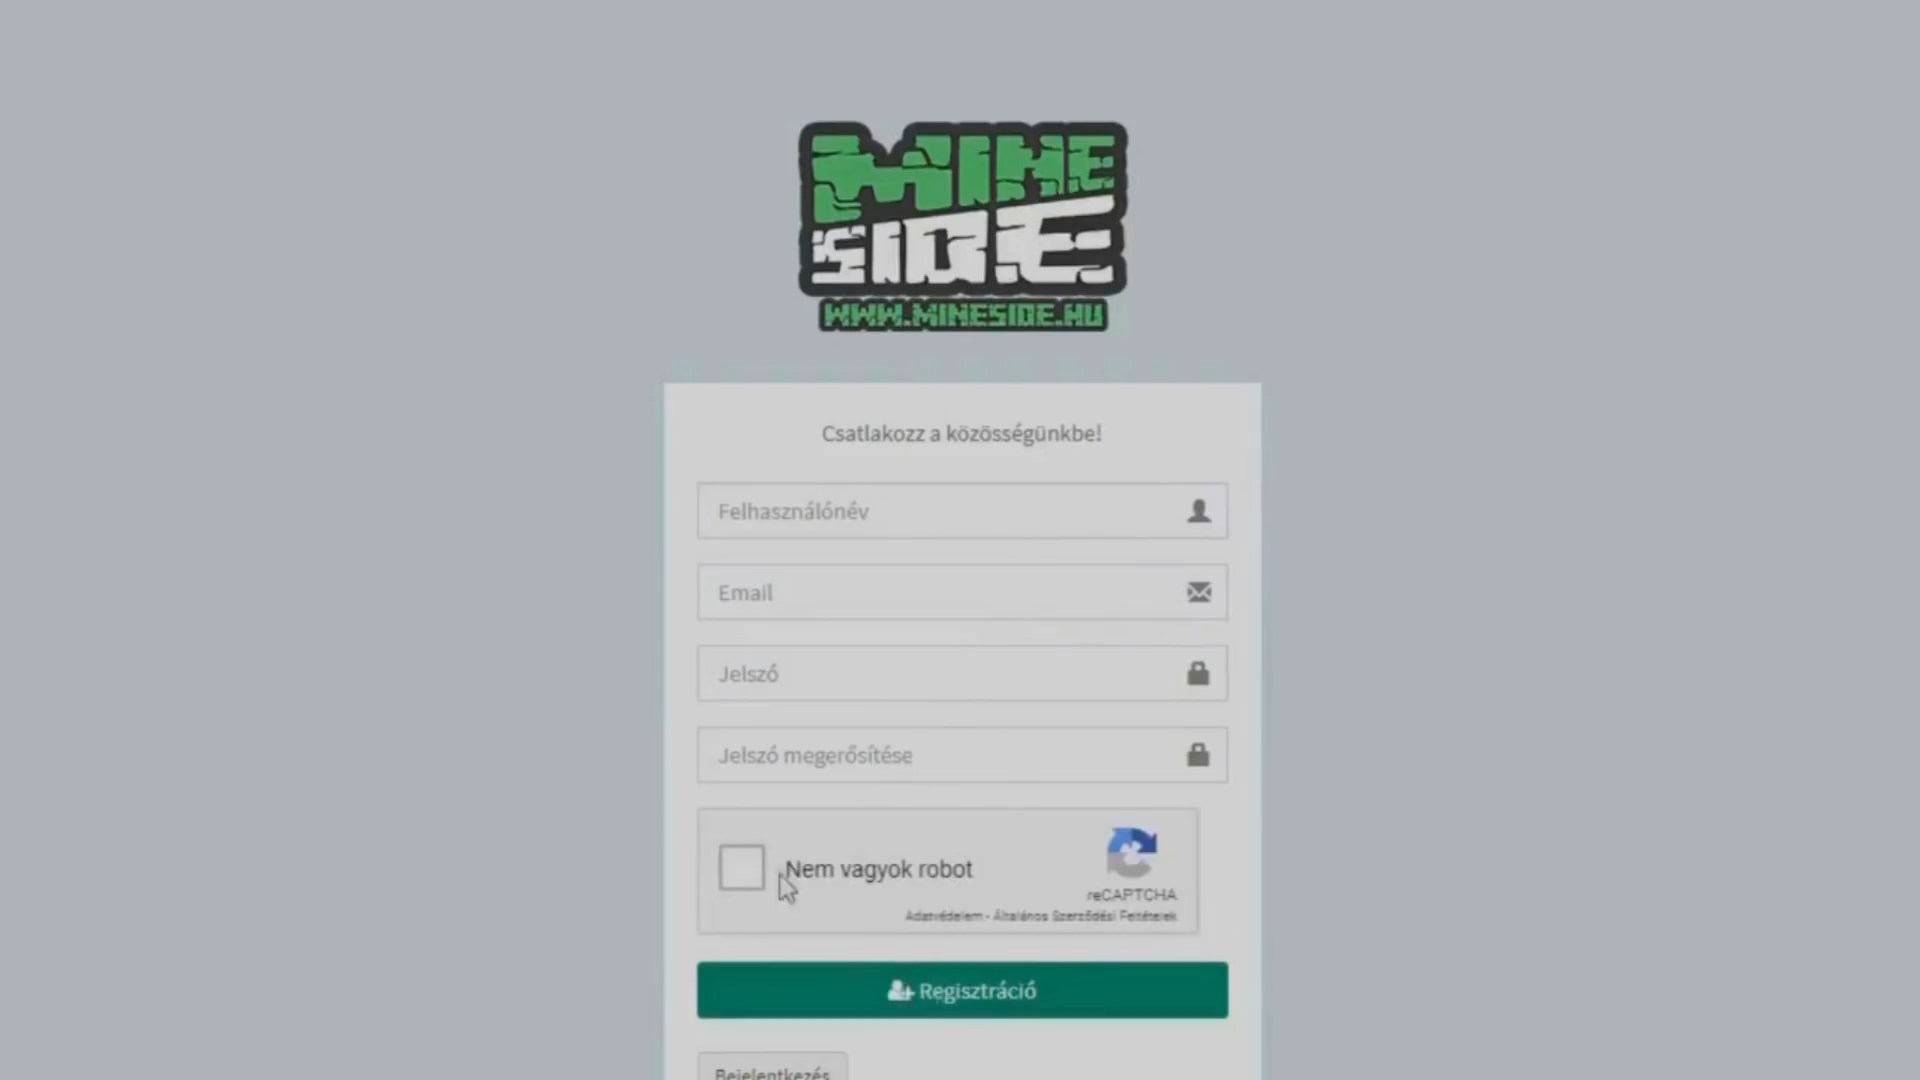 MINE
SIDE
WWW.MINESIDE.HU
Csatlakozz a közösségünkbe!
Felhasználónév
Email
Jelszó
Jelszó megerősítése
Nem vagyok robot
reCAPTCHA
Adatvédelem - Általános Szerződési Feltételek
Regisztráció
Bejelentkezés